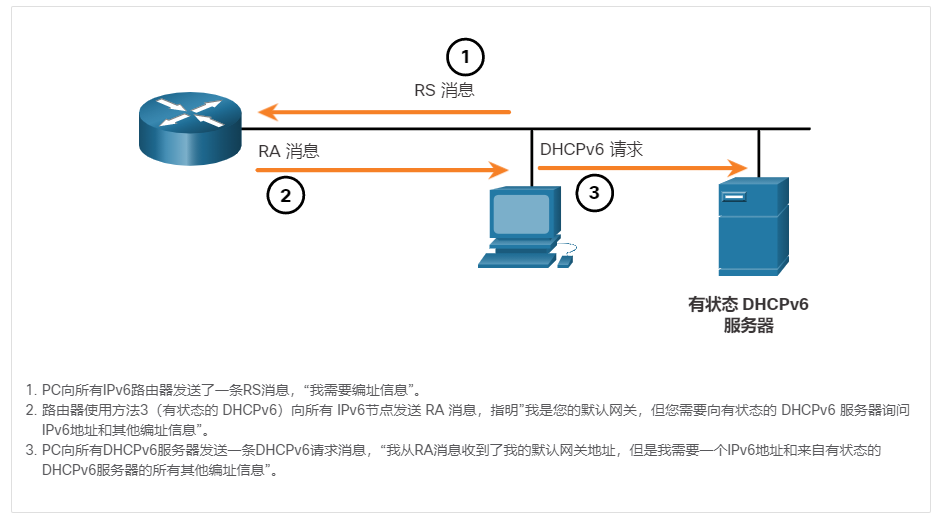 1
RS 消息
RA 消息
DHCPv6 请求
2
3
有状态 DHCPv6
服务器
1. PC向所有IPv6路由器发送了一条RS消息，“我需要编址信息”。
2. 路由器使用方法3（有状态的 DHCPv6）向所有 IPv6节点发送 RA 消息，指明”我是您的默认网关，但您需要向有状态的 DHCPv6 服务器询问
IPv6地址和其他编址信息”。
3. PC向所有DHCPv6服务器发送一条DHCPv6请求消息，“我从RA消息收到了我的默认网关地址，但是我需要一个IPv6地址和来自有状态的
DHCPv6服务器的所有其他编址信息”。